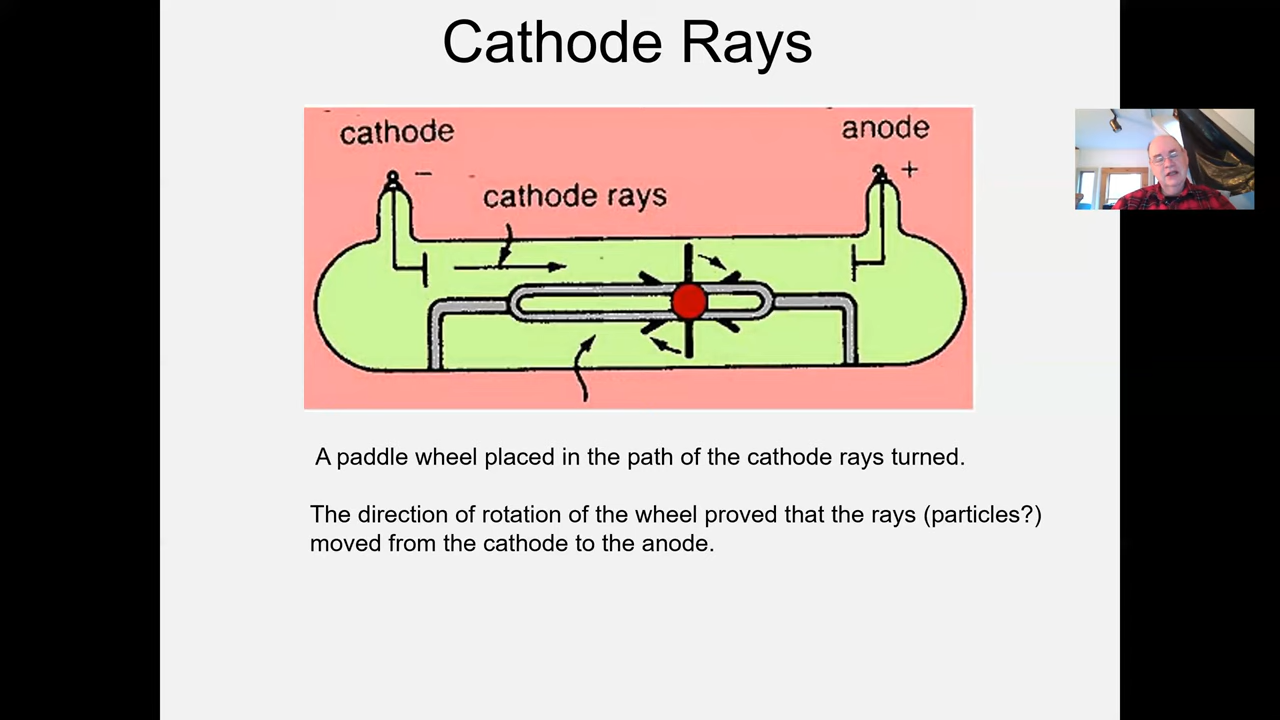 Cathode Rays
cathode
anode
−
+
cathode rays
A paddle wheel placed in the path of the cathode rays turned.
The direction of rotation of the wheel proved that the rays (particles?)
moved from the cathode to the anode.